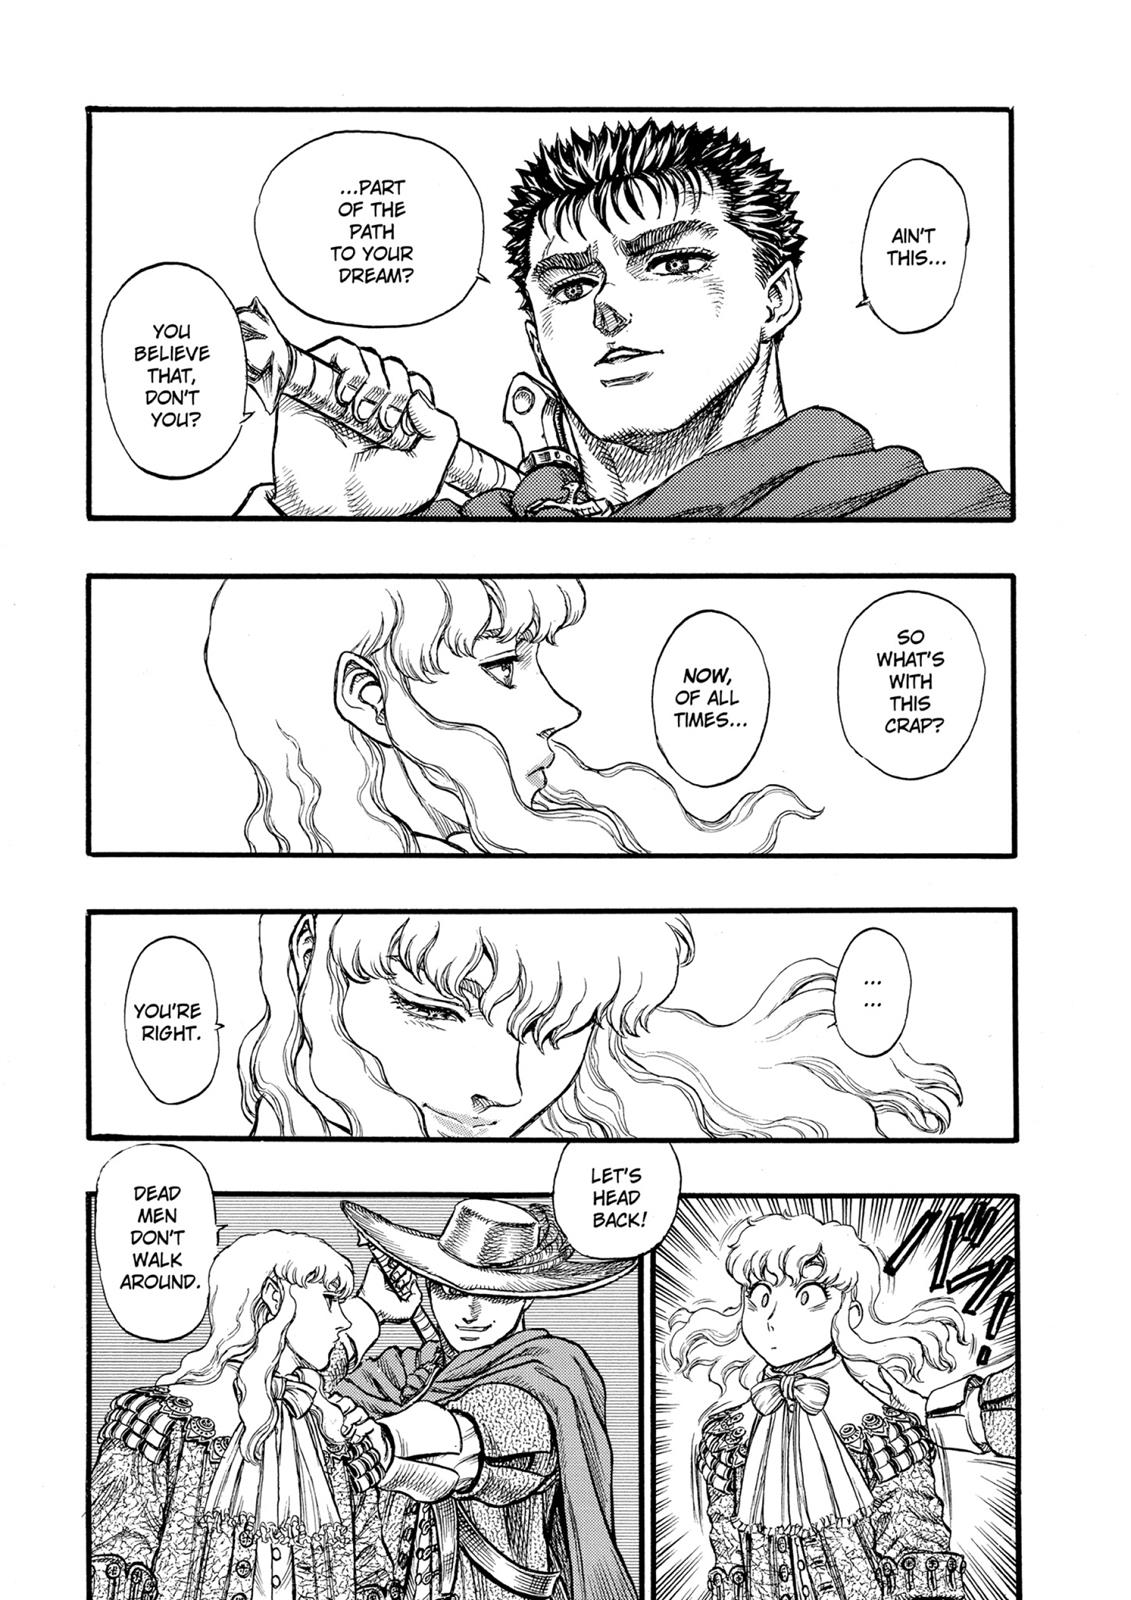 AIN'T
THIS...
...PART
OF THE
PATH
TO YOUR
DREAM?
YOU
BELIEVE
THAT,
DON'T
YOU?
SO
WHAT'S
WITH
THIS
CRAP?
NOW,
OF ALL
TIMES...
...
...
YOU'RE
RIGHT.
LET'S
HEAD
BACK!
DEAD
MEN
DON'T
WALK
AROUND.